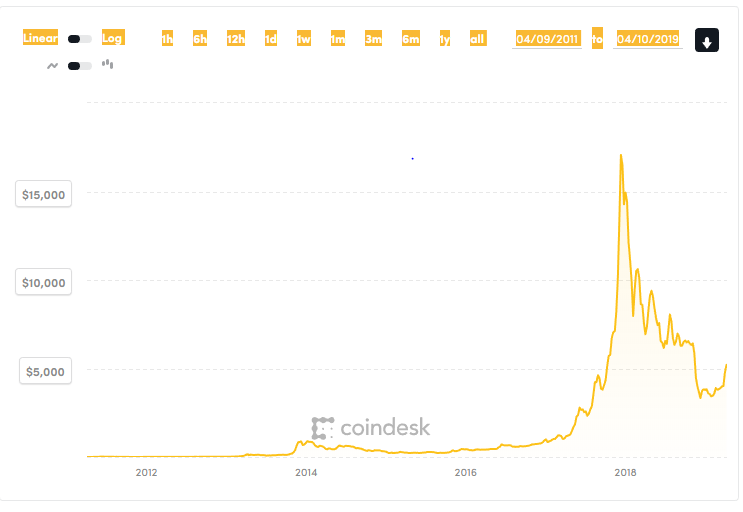 Linear Log 1h 6h 12h 1d 1w 1m 3m 6m 1y all 04/09/2011 to 04/10/2019
$15,000
$10,000
$5,000
coindesk
2012 2014 2016 2018